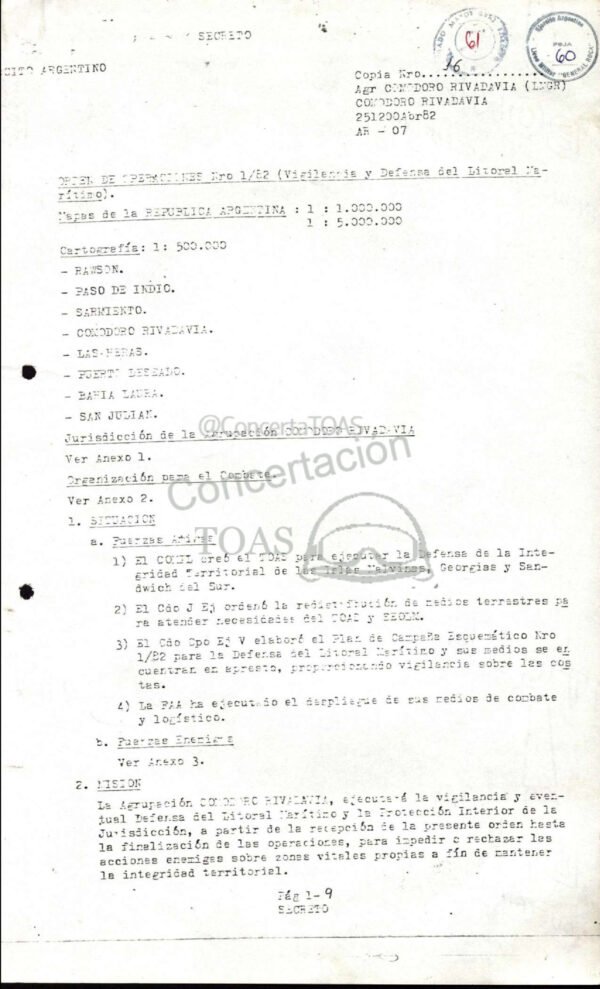 SECRETO
61
Ejército Argentino
FOJA
60
"GENERAL ROCA"
CITO ARGENTINO
Copia Nro....16....
Agr COMODORO RIVADAVIA (LMGR)
COMODORO RIVADAVIA
251200Abr82
AR - 07
ORDEN DE OPERACIONES Nro 1/82 (Vigilancia y Defensa del Litoral Ma-
rítimo).
Mapas de la REPUBLICA ARGENTINA : 1 : 1.000.000
1 : 5.000.000
Cartografía: 1: 500.000
- RAWSON.
- PASO DE INDIO.
- SARMIENTO.
- COMODORO RIVADAVIA.
- LAS HERAS.
- PUERTO DESEADO.
- BAHIA LAURA.
- SAN JULIAN.
@ConcertaTOAS
Jurisdicción de la Agrupación COMODORO RIVADAVIA
Ver Anexo 1.
Concertación
Organización para el Combate.
Ver Anexo 2.
1. SITUACION
TOAS
a. Fuerzas Amigas
1) El COMIL creó el TOAS para ejecutar la Defensa de la Inte-
gridad Territorial de las Islas Malvinas, Georgias y San-
dwich del Sur.
2) El Cdo J Ej ordenó la redistribución de medios terrestres pa
ra atender necesidades del TOAS y
3) El Cdo Cpo Ej V elaboró el Plan de Campaña Esquemático Nro
1/82 para la Defensa del Litoral Marítimo y sus medios se en
cuentran en apresto, proporcionando vigilancia sobre las cos
tas.
4) La FAA ha ejecutado el despliegue de sus medios de combate
y logístico.
b. Fuerzas Enemigas
Ver Anexo 3.
2. MISION
La Agrupación COMODORO RIVADAVIA, ejecutará la vigilancia y even-
tual Defensa del Litoral Marítimo y la Protección Interior de la
Jurisdicción, a partir de la recepción de la presente orden hasta
la finalización de las operaciones, para impedir o rechazar las
acciones enemigas sobre zonas vitales propias a fín de mantener
la integridad territorial.
Pág 1-9
SECRETO